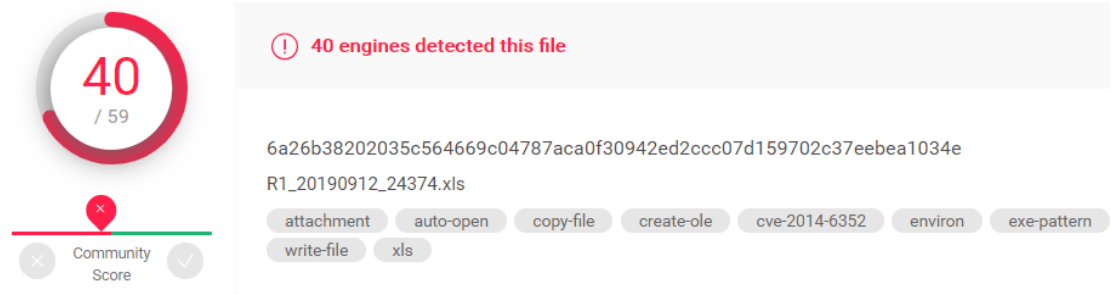 40
/ 59
Community
Score
40 engines detected this file
6a26b38202035c564669c04787aca0f30942ed2ccc07d159702c37eebea1034e
R1_20190912_24374.xls
attachment auto-open copy-file create-ole cve-2014-6352 environ exe-pattern
write-file xls